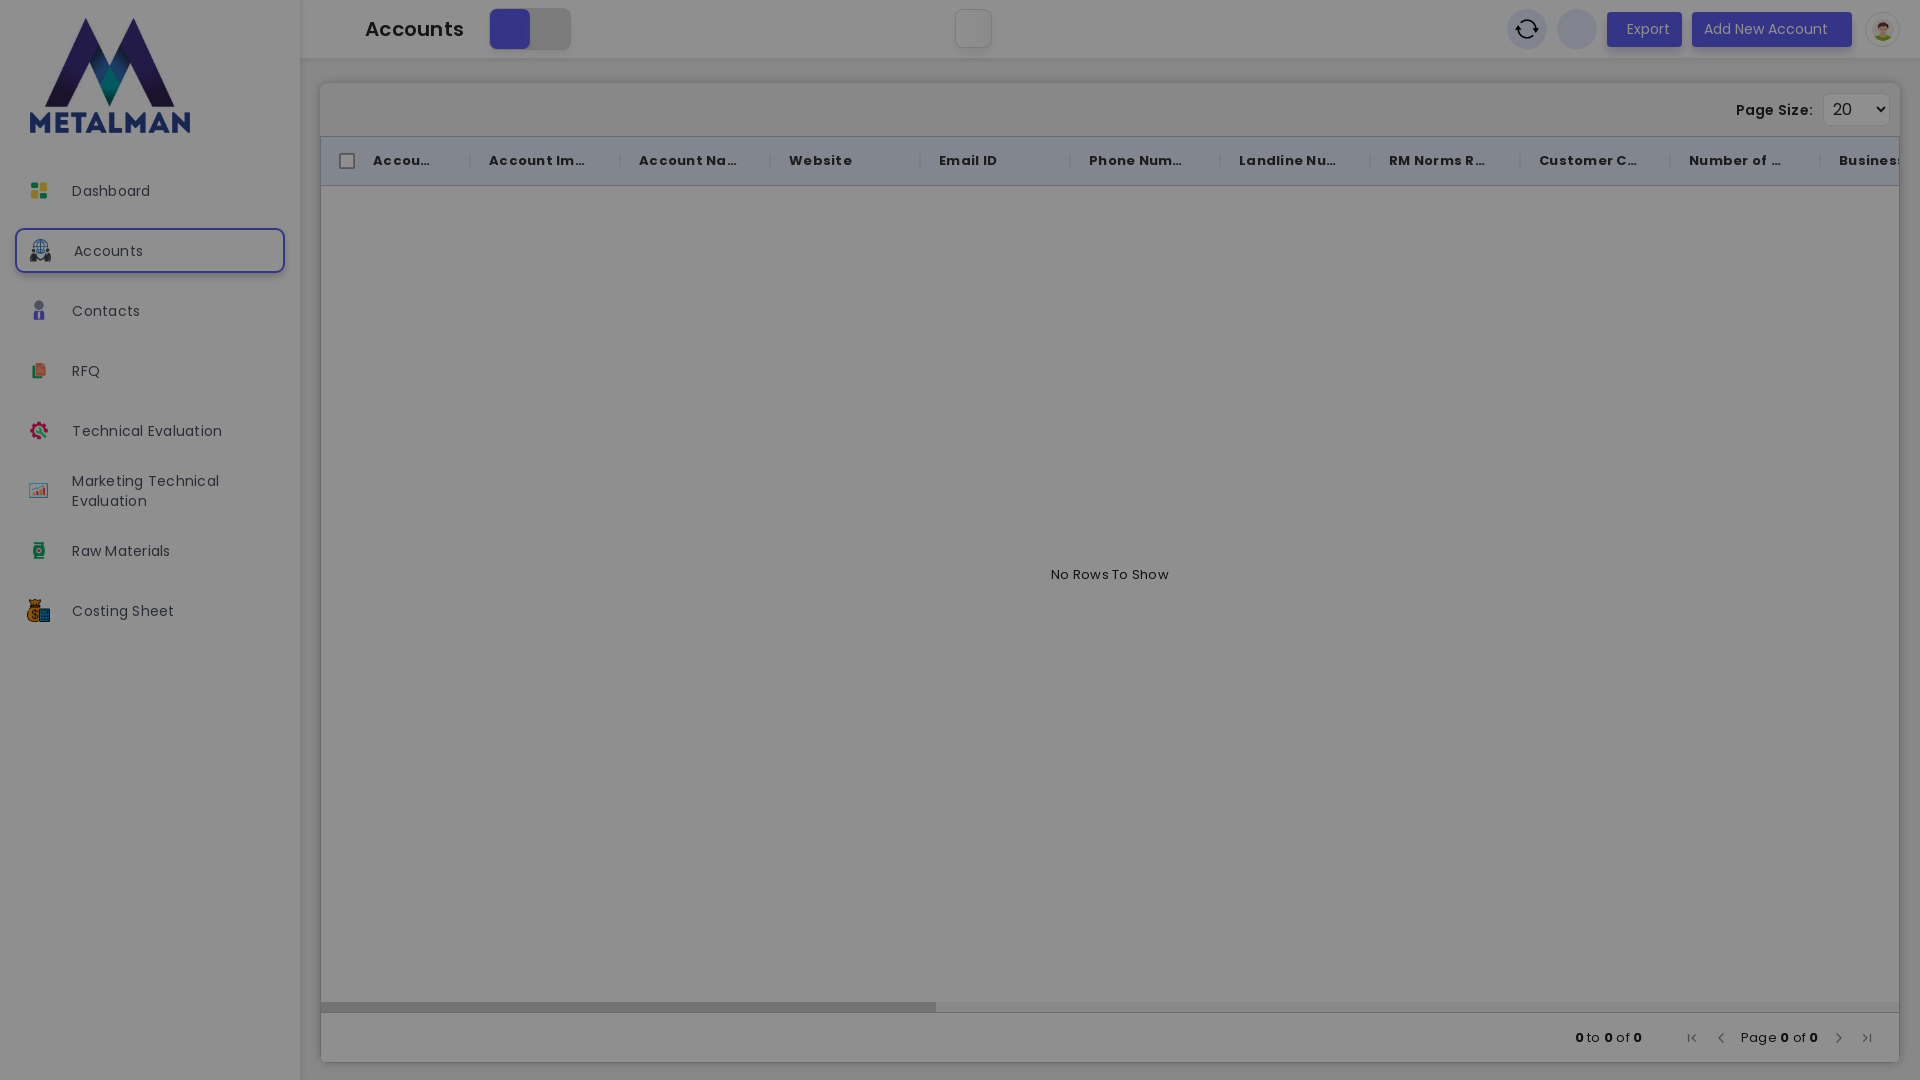 METALMAN
Dashboard
Accounts
Contacts
RFQ
Technical Evaluation
Marketing Technical
Evaluation
Raw Materials
Costing Sheet
Accounts
Export
Add New Account
Page Size:
20
Accou...
Account Im...
Account Na...
Website
Email ID
Phone Num...
Landline Nu...
RM Norms R...
Customer C...
Number of ...
Business
No Rows To Show
0 to 0 of 0
Page 0 of 0